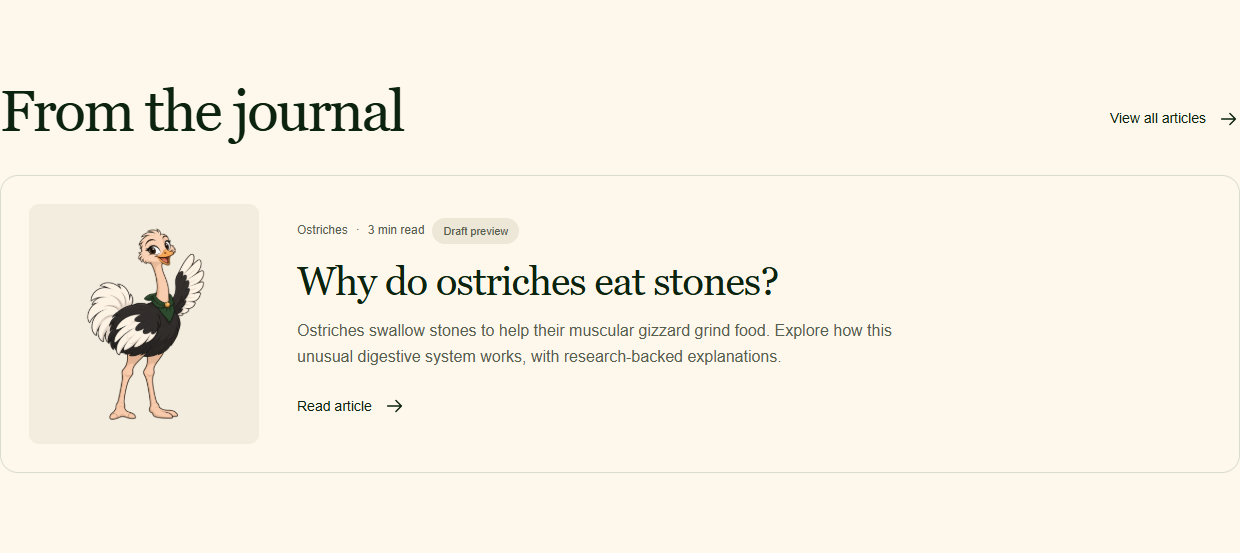 From the journal
View all articles
Ostriches · 3 min read Draft preview
Why do ostriches eat stones?
Ostriches swallow stones to help their muscular gizzard grind food. Explore how this
unusual digestive system works, with research-backed explanations.
Read article